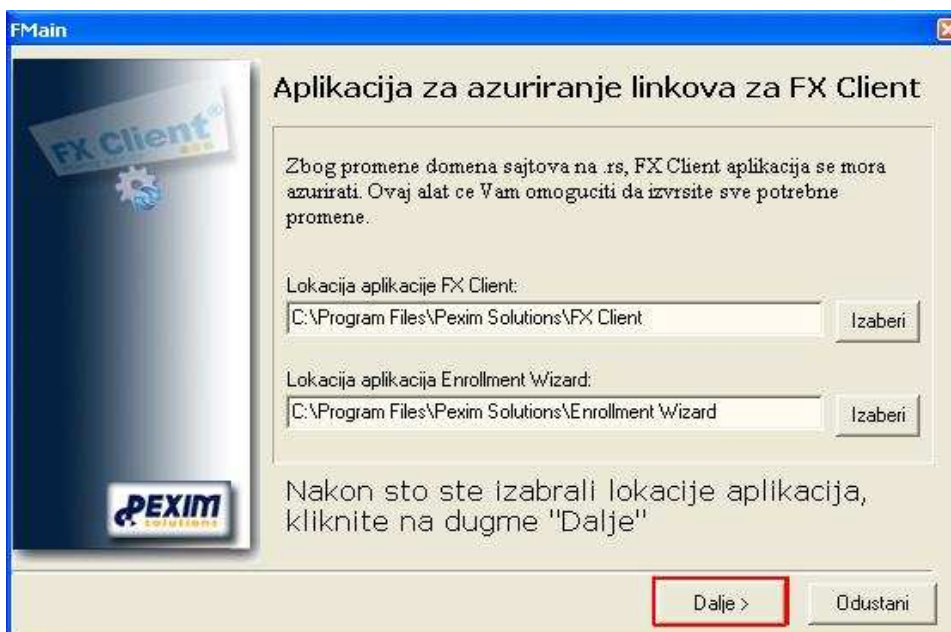 FMain
FX Client®
Aplikacija za azuriranje linkova za FX Client
Zbog promene domena sajtova na .rs, FX Client aplikacija se mora
azurirati. Ovaj alat ce Vam omoguciti da izvrsite sve potrebne
promene.
Lokacija aplikacije FX Client:
C:\Program Files\Pexim Solutions\FX Client
Izaberi
Lokacija aplikacija Enrollment Wizard:
C:\Program Files\Pexim Solutions\Enrollment Wizard
Izaberi
PEXIM
solutions
Nakon sto ste izabrali lokacije aplikacija,
kliknite na dugme "Dalje"
Dalje >
Odustani